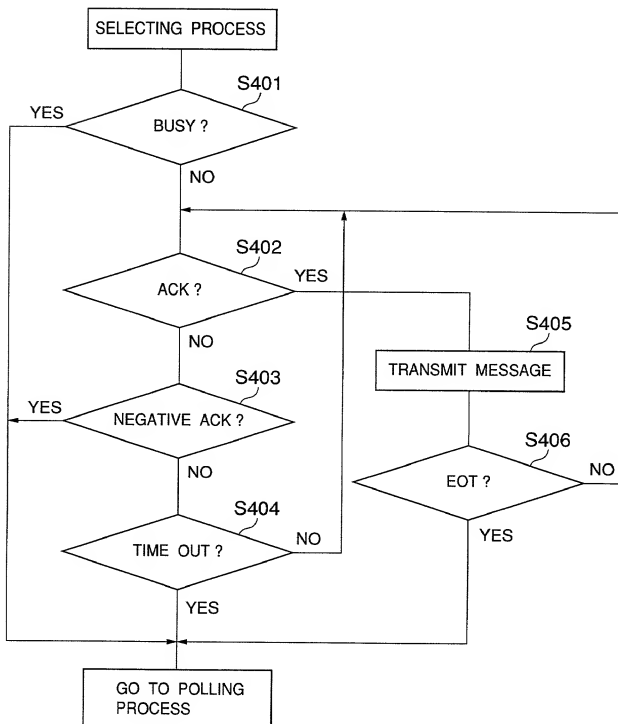 SELECTING PROCESS
S401
YES
BUSY ?
NO
S402
YES
ACK ?
NO
S405
TRANSMIT MESSAGE
S403
YES
NEGATIVE ACK ?
NO
S406
NO
EOT ?
YES
S404
NO
TIME OUT ?
YES
GO TO POLLING
PROCESS